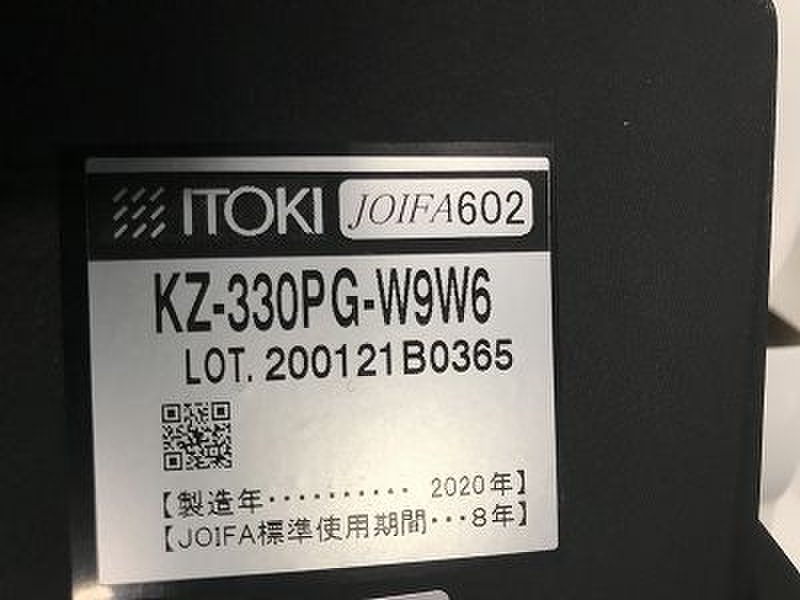 ITOKI JOIFA602
KZ-330PG-W9W6
LOT. 200121B0365
【製造年・・・・・・・・・・ 2020年】
【JOIFA標準使用期間・・・8年】